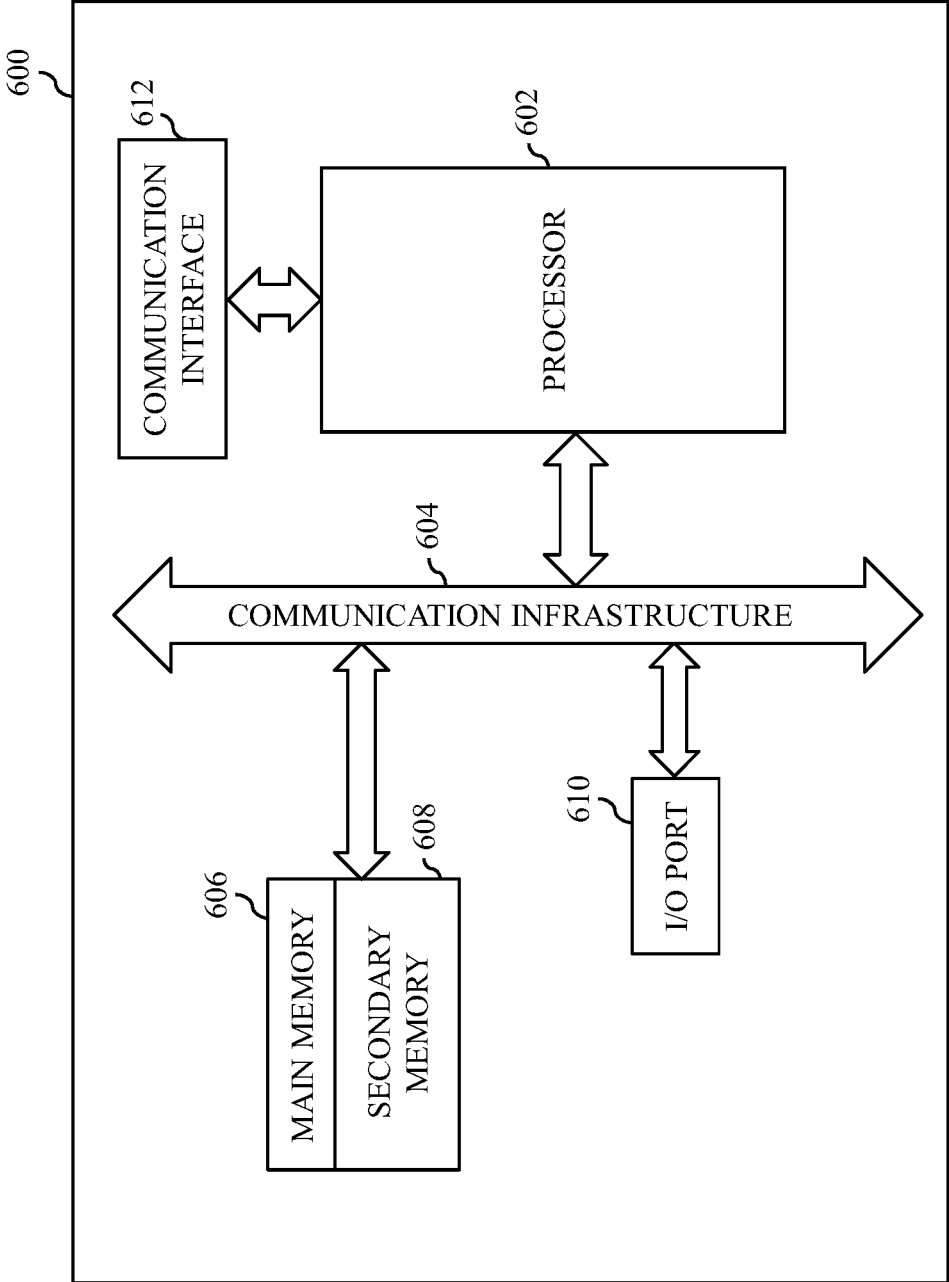 600
606
MAIN MEMORY
SECONDARY
MEMORY
608
610
I/O PORT
604
COMMUNICATION INFRASTRUCTURE
612
COMMUNICATION
INTERFACE
602
PROCESSOR